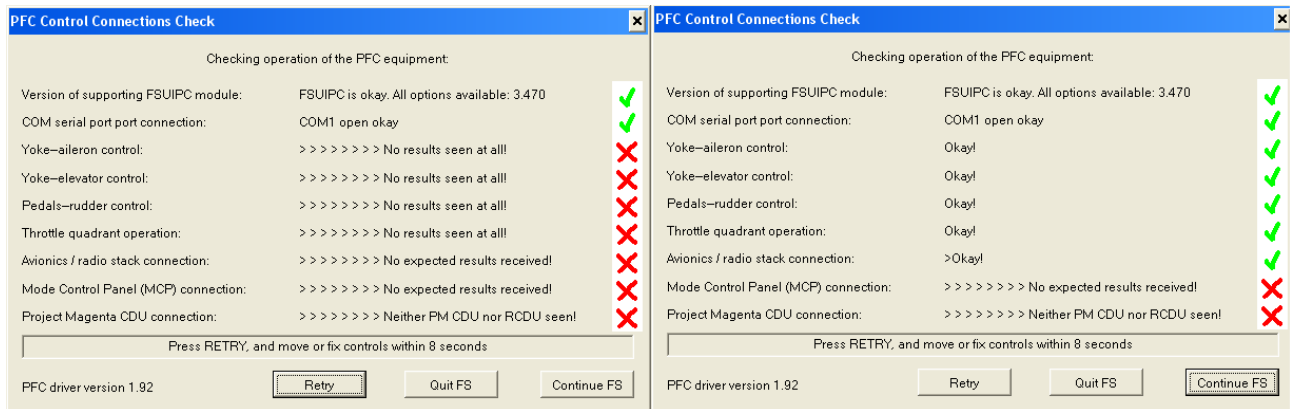 PFC Control Connections Check
Checking operation of the PFC equipment:
Version of supporting FSUIPC module: FSUIPC is okay. All options available: 3.470
COM serial port port connection: COM1 open okay
Yoke–aileron control: > > > > > > > > No results seen at all!
Yoke–elevator control: > > > > > > > > No results seen at all!
Pedals–rudder control: > > > > > > > > No results seen at all!
Throttle quadrant operation: > > > > > > > > No results seen at all!
Avionics / radio stack connection: > > > > > > > > No expected results received!
Mode Control Panel (MCP) connection: > > > > > > > > No expected results received!
Project Magenta CDU connection: > > > > > > > > Neither PM CDU nor RCDU seen!
Press RETRY, and move or fix controls within 8 seconds
PFC driver version 1.92 Retry Quit FS Continue FS
PFC Control Connections Check
Checking operation of the PFC equipment:
Version of supporting FSUIPC module: FSUIPC is okay. All options available: 3.470
COM serial port port connection: COM1 open okay
Yoke–aileron control: Okay!
Yoke–elevator control: Okay!
Pedals–rudder control: Okay!
Throttle quadrant operation: Okay!
Avionics / radio stack connection: >Okay!
Mode Control Panel (MCP) connection: > > > > > > > > No expected results received!
Project Magenta CDU connection: > > > > > > > > Neither PM CDU nor RCDU seen!
Press RETRY, and move or fix controls within 8 seconds
PFC driver version 1.92 Retry Quit FS Continue FS